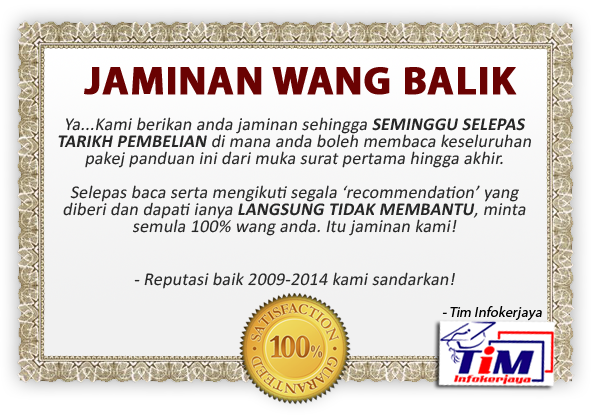 JAMINAN WANG BALIK
Ya...Kami berikan anda jaminan sehingga SEMINGGU SELEPAS
TARIKH PEMBELIAN di mana anda boleh membaca keseluruhan
pakej panduan ini dari muka surat pertama hingga akhir.
Selepas baca serta mengikuti segala ‘recommendation’ yang
diberi dan dapati ianya LANGSUNG TIDAK MEMBANTU, minta
semula 100% wang anda. Itu jaminan kami!
- Reputasi baik 2009-2014 kami sandarkan!
- Tim Infokerjaya
SATISFACTION
100%
GUARANTEED
TiM
Infokerjaya